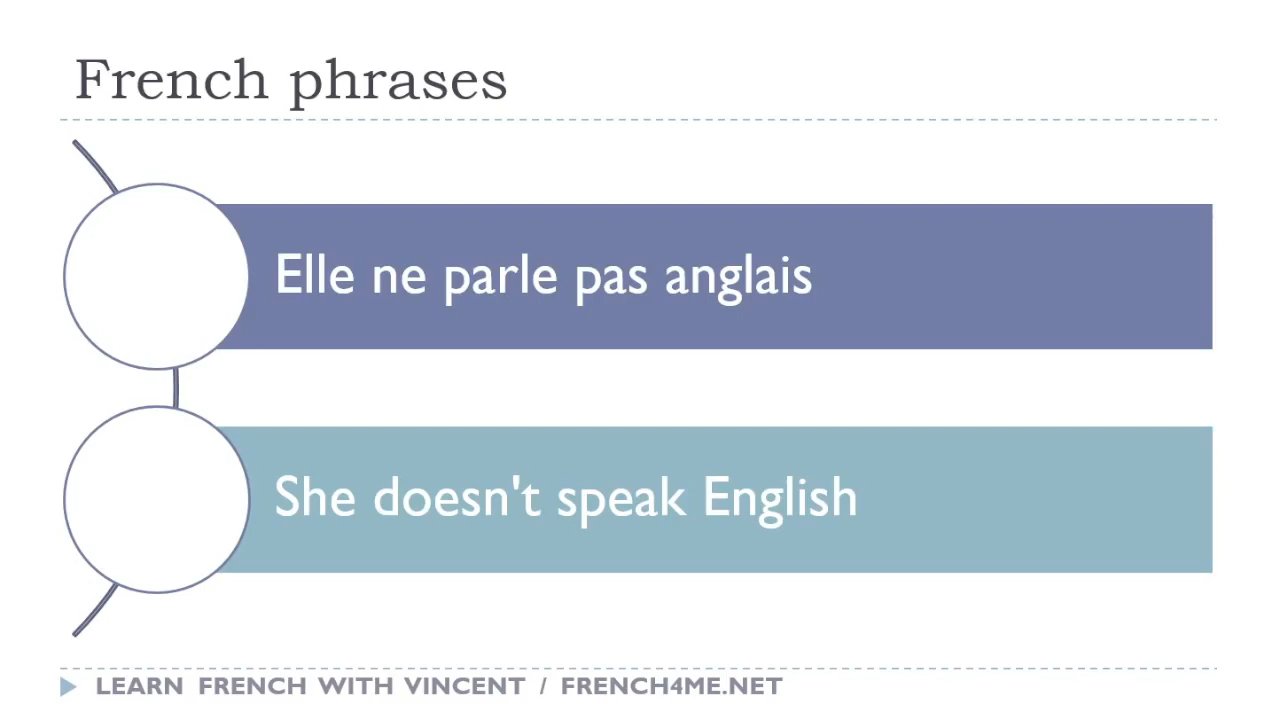 French phrases
Elle ne parle pas anglais
She doesn't speak English
LEARN FRENCH WITH VINCENT / FRENCH4ME.NET